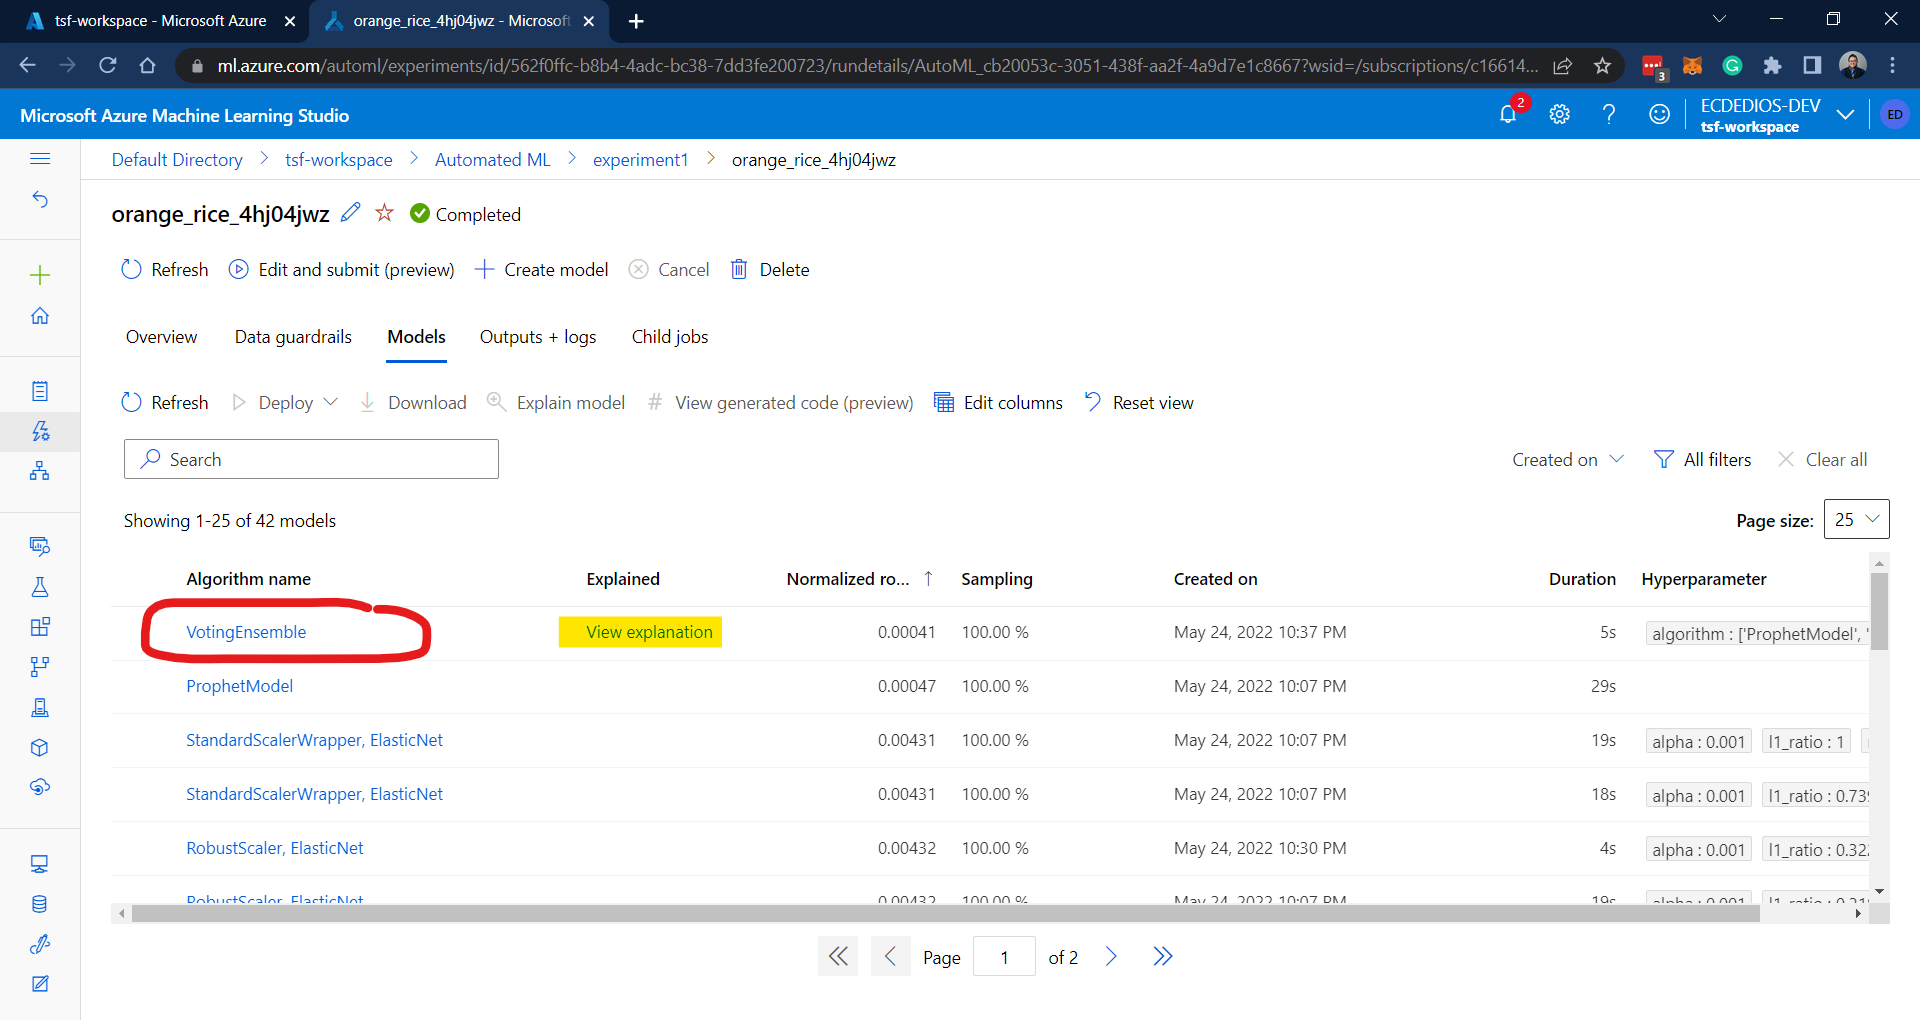 tsf-workspace - Microsoft Azure
orange_rice_4hj04jwz - Microsoft
ml.azure.com/automl/experiments/id/562f0ffc-b8b4-4adc-bc38-7dd3fe200723/rundetails/AutoML_cb20053c-3051-438f-aa2f-4a9d7e1c8667?wsid=/subscriptions/c16614...
3
Microsoft Azure Machine Learning Studio
2
ECDEDIOS-DEV
tsf-workspace
ED
Default Directory > tsf-workspace > Automated ML > experiment1 > orange_rice_4hj04jwz
orange_rice_4hj04jwz Completed
Refresh Edit and submit (preview) Create model Cancel Delete
Overview Data guardrails Models Outputs + logs Child jobs
Refresh Deploy Download Explain model # View generated code (preview) Edit columns Reset view
Search
Created on All filters Clear all
Showing 1-25 of 42 models
Page size: 25
Algorithm name Explained Normalized ro... ↑ Sampling Created on Duration Hyperparameter
VotingEnsemble View explanation 0.00041 100.00 % May 24, 2022 10:37 PM 5s algorithm : ['ProphetModel', '
ProphetModel 0.00047 100.00 % May 24, 2022 10:07 PM 29s
StandardScalerWrapper, ElasticNet 0.00431 100.00 % May 24, 2022 10:07 PM 19s alpha : 0.001 l1_ratio : 1
StandardScalerWrapper, ElasticNet 0.00431 100.00 % May 24, 2022 10:07 PM 18s alpha : 0.001 l1_ratio : 0.739
RobustScaler, ElasticNet 0.00432 100.00 % May 24, 2022 10:30 PM 4s alpha : 0.001 l1_ratio : 0.322
RobustScaler, ElasticNet 0.00432 100.00 % May 24, 2022 10:07 PM 19s alpha : 0.001
Page 1 of 2